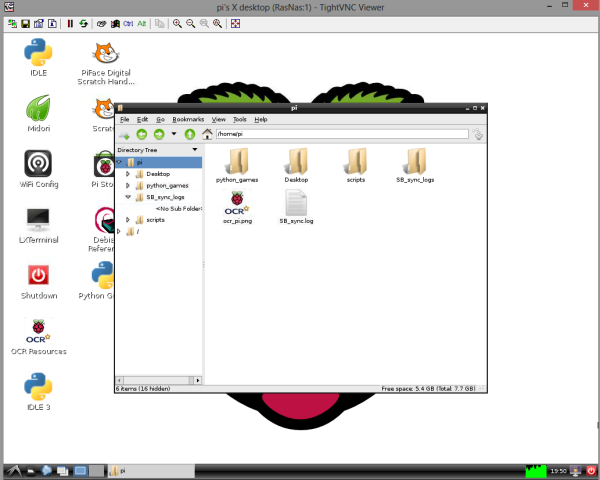 pi's X desktop (RasNas:1) - TightVNC Viewer
Ctrl Alt
IDLE
PiFace Digital
Scratch Hand...
Midori
Scrat
WiFi Config
Pi Sto
LXTerminal
Debia
Referen
Shutdown
Python G
OCR
OCR Resources
IDLE 3
pi
File Edit Go Bookmarks View Tools Help
/home/pi
Directory Tree
pi
Desktop
python_games
SB_sync_logs
<No Sub Folder
scripts
/
python_games
Desktop
scripts
SB_sync_logs
OCR
ocr_pi.png
SB_sync.log
6 items (16 hidden)
Free space: 5.4 GB (Total: 7.7 GB)
pi
19:50